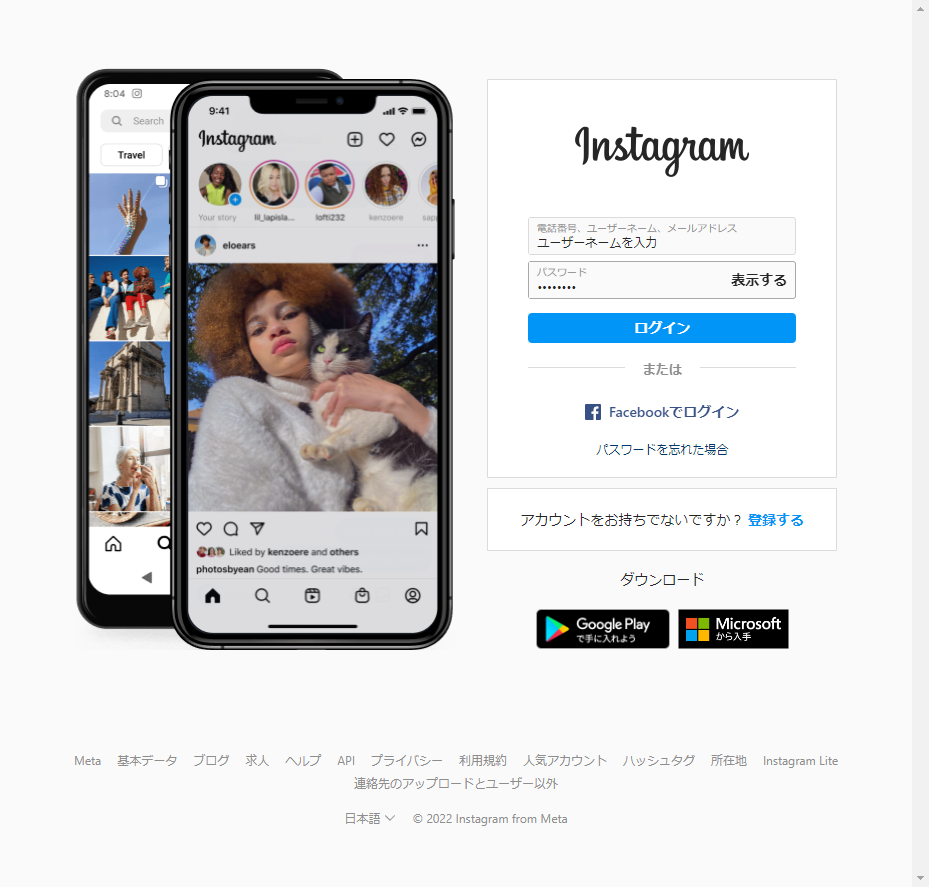 8:04
Search
Travel
9:41
Instagram
Your story
lil_lapisla...
lofti232
kenzoere
eloears
Liked by kenzoere and others
photosbyean Good times. Great vibes.
Instagram
電話番号、ユーザーネーム、メールアドレス
ユーザーネームを入力
パスワード
•••••••• 表示する
ログイン
または
Facebookでログイン
パスワードを忘れた場合
アカウントをお持ちでないですか？ 登録する
ダウンロード
Google Play
で手に入れよう
Microsoft
から入手
Meta 基本データ ブログ 求人 ヘルプ API プライバシー 利用規約 人気アカウント ハッシュタグ 所在地 Instagram Lite
連絡先のアップロードとユーザー以外
日本語 © 2022 Instagram from Meta